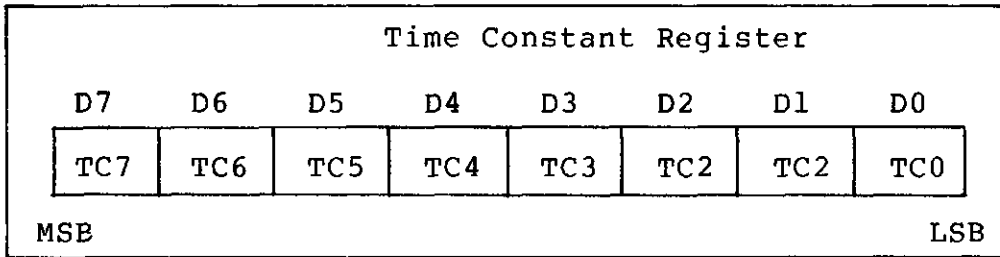 Time Constant Register
D7 D6 D5 D4 D3 D2 D1 D0
TC7 TC6 TC5 TC4 TC3 TC2 TC2 TC0
MSB LSB